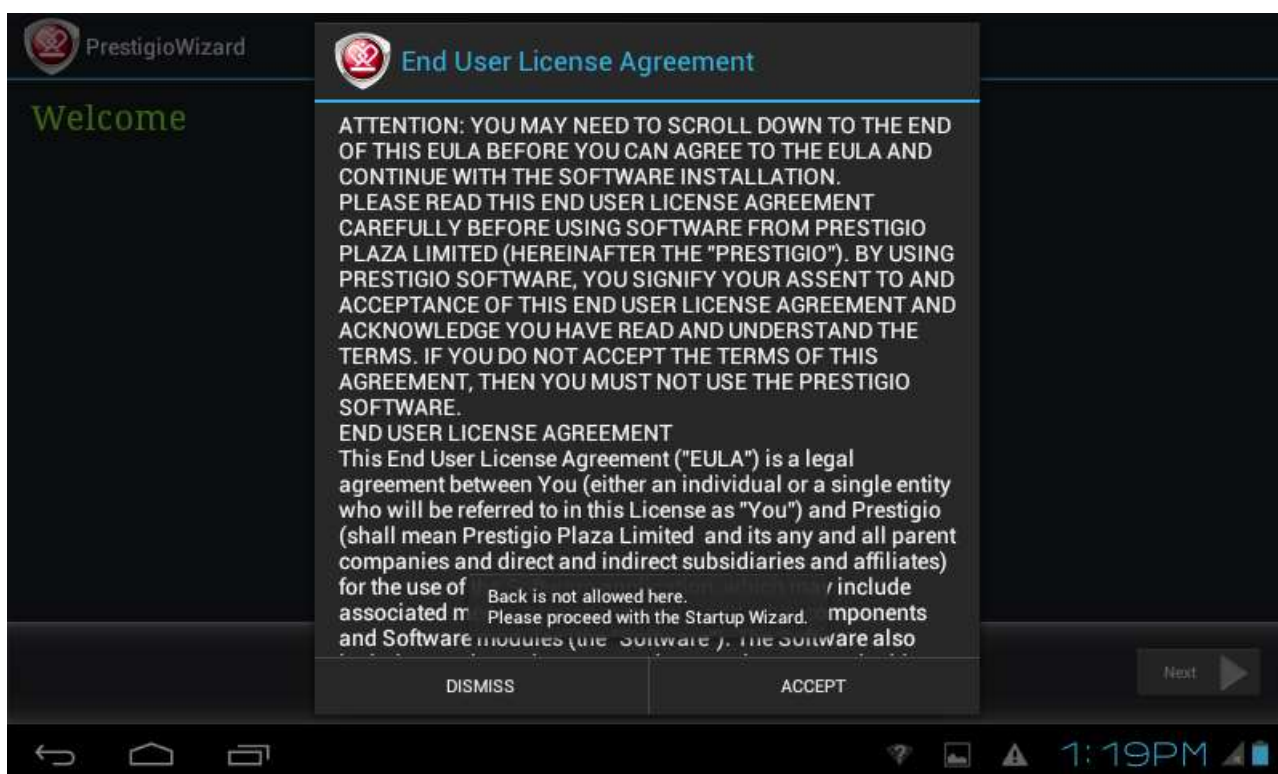 PrestigioWizard
Welcome
End User License Agreement
ATTENTION: YOU MAY NEED TO SCROLL DOWN TO THE END
OF THIS EULA BEFORE YOU CAN AGREE TO THE EULA AND
CONTINUE WITH THE SOFTWARE INSTALLATION.
PLEASE READ THIS END USER LICENSE AGREEMENT
CAREFULLY BEFORE USING SOFTWARE FROM PRESTIGIO
PLAZA LIMITED (HEREINAFTER THE "PRESTIGIO"). BY USING
PRESTIGIO SOFTWARE, YOU SIGNIFY YOUR ASSENT TO AND
ACCEPTANCE OF THIS END USER LICENSE AGREEMENT AND
ACKNOWLEDGE YOU HAVE READ AND UNDERSTAND THE
TERMS. IF YOU DO NOT ACCEPT THE TERMS OF THIS
AGREEMENT, THEN YOU MUST NOT USE THE PRESTIGIO
SOFTWARE.
END USER LICENSE AGREEMENT
This End User License Agreement ("EULA") is a legal
agreement between You (either an individual or a single entity
who will be referred to in this License as "You") and Prestigio
(shall mean Prestigio Plaza Limited and its any and all parent
companies and direct and indirect subsidiaries and affiliates)
for the use of include
associated
and Software modules (the "Software"). The Software also
Back is not allowed here.
Please proceed with the Startup Wizard.
DISMISS
ACCEPT
Next
1:19PM